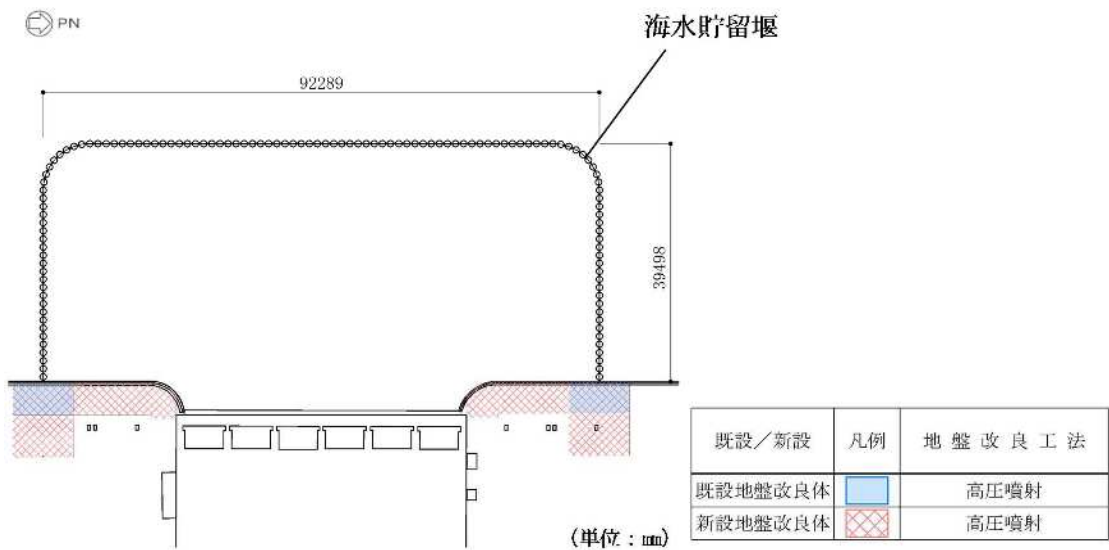 PN
海水貯留堰
92289
39498
既設／新設 凡例 地盤改良工法
既設地盤改良体 高圧噴射
新設地盤改良体 高圧噴射
(単位：㎜)